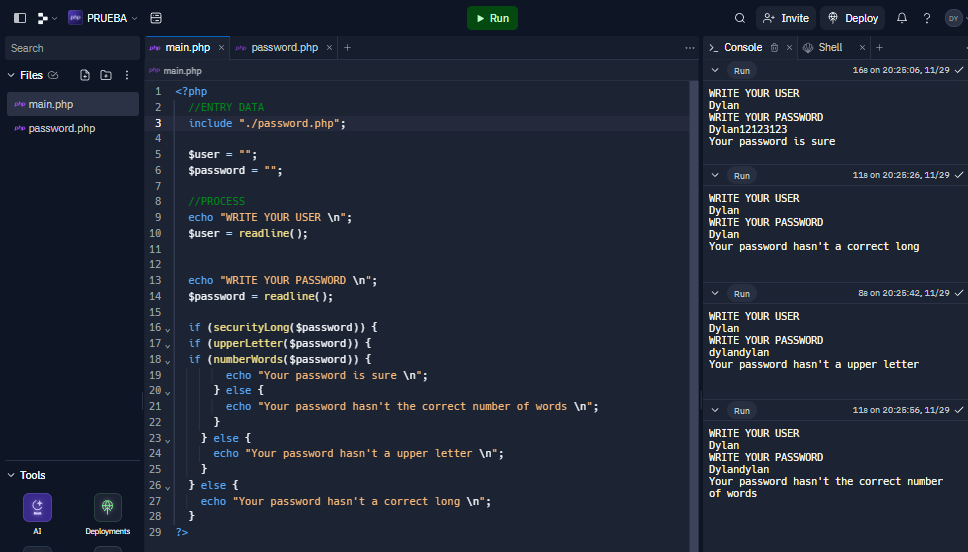 php PRUEBA
Run
Invite
Deploy
DY
Search
Files
php main.php
php password.php
Tools
AI
Deployments
php main.php ×
php password.php ×
php main.php
1 <?php
2 //ENTRY DATA
3 include "./password.php";
4
5 $user = "";
6 $password = "";
7
8 //PROCESS
9 echo "WRITE YOUR USER \n";
10 $user = readline();
11
12
13 echo "WRITE YOUR PASSWORD \n";
14 $password = readline();
15
16 if (securityLong($password)) {
17 if (upperLetter($password)) {
18 if (numberWords($password)) {
19 echo "Your password is sure \n";
20 } else {
21 echo "Your password hasn't the correct number of words \n";
22 }
23 } else {
24 echo "Your password hasn't a upper letter \n";
25 }
26 } else {
27 echo "Your password hasn't a correct long \n";
28 }
29 ?>
Console
Shell
Run 16s on 20:25:06, 11/29
WRITE YOUR USER
Dylan
WRITE YOUR PASSWORD
Dylan12123123
Your password is sure
Run 11s on 20:25:26, 11/29
WRITE YOUR USER
Dylan
WRITE YOUR PASSWORD
Dylan
Your password hasn't a correct long
Run 8s on 20:25:42, 11/29
WRITE YOUR USER
Dylan
WRITE YOUR PASSWORD
dylandylan
Your password hasn't a upper letter
Run 11s on 20:25:56, 11/29
WRITE YOUR USER
Dylan
WRITE YOUR PASSWORD
Dylandylan
Your password hasn't the correct number
of words